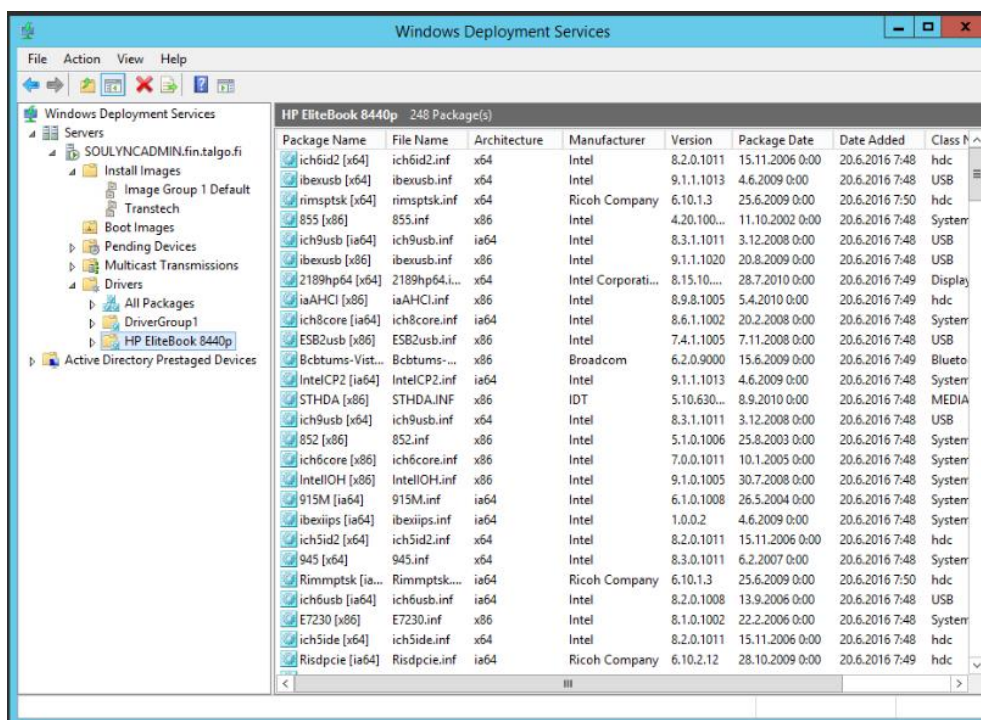 Windows Deployment Services
File Action View Help
Windows Deployment Services
Servers
SOULYNCADMIN.fin.talgo.fi
Install Images
Image Group 1 Default
Transtech
Boot Images
Pending Devices
Multicast Transmissions
Drivers
All Packages
DriverGroup1
HP EliteBook 8440p
Active Directory Prestaged Devices
HP EliteBook 8440p 248 Package(s)
Package Name File Name Architecture Manufacturer Version Package Date Date Added Class N
ich6id2 [x64] ich6id2.inf x64 Intel 8.2.0.1011 15.11.2006 0:00 20.6.2016 7:48 hdc
ibexusb [x64] ibexusb.inf x64 Intel 9.1.1.1013 4.6.2009 0:00 20.6.2016 7:48 USB
rimsptsk [x64] rimsptsk.inf x64 Ricoh Company 6.10.1.3 25.6.2009 0:00 20.6.2016 7:50 hdc
855 [x86] 855.inf x86 Intel 4.20.100... 11.10.2002 0:00 20.6.2016 7:48 System
ich9usb [ia64] ich9usb.inf ia64 Intel 8.3.1.1011 3.12.2008 0:00 20.6.2016 7:48 USB
ibexusb [x86] ibexusb.inf x86 Intel 9.1.1.1020 20.8.2009 0:00 20.6.2016 7:48 USB
2189hp64 [x64] 2189hp64.i... x64 Intel Corporati... 8.15.10.... 28.7.2010 0:00 20.6.2016 7:49 Display
iaAHCI [x86] iaAHCI.inf x86 Intel 8.9.8.1005 5.4.2010 0:00 20.6.2016 7:49 hdc
ich8core [ia64] ich8core.inf ia64 Intel 8.6.1.1002 20.2.2008 0:00 20.6.2016 7:48 System
ESB2usb [x86] ESB2usb.inf x86 Intel 7.4.1.1005 7.11.2008 0:00 20.6.2016 7:48 USB
Bcbtums-Vist... Bcbtums-... x86 Broadcom 6.2.0.9000 15.6.2009 0:00 20.6.2016 7:49 Blueto
IntelCP2 [ia64] IntelCP2.inf ia64 Intel 9.1.1.1013 4.6.2009 0:00 20.6.2016 7:48 System
STHDA [x86] STHDA.INF x86 IDT 5.10.630... 8.9.2010 0:00 20.6.2016 7:48 MEDIA
ich9usb [x64] ich9usb.inf x64 Intel 8.3.1.1011 3.12.2008 0:00 20.6.2016 7:48 USB
852 [x86] 852.inf x86 Intel 5.1.0.1006 25.8.2003 0:00 20.6.2016 7:48 System
ich6core [x86] ich6core.inf x86 Intel 7.0.0.1011 10.1.2005 0:00 20.6.2016 7:48 System
IntelIOH [x86] IntelIOH.inf x86 Intel 9.1.0.1005 30.7.2008 0:00 20.6.2016 7:48 System
915M [ia64] 915M.inf ia64 Intel 6.1.0.1008 26.5.2004 0:00 20.6.2016 7:48 System
ibexiips [ia64] ibexiips.inf ia64 Intel 1.0.0.2 4.6.2009 0:00 20.6.2016 7:48 System
ich5id2 [x64] ich5id2.inf x64 Intel 8.2.0.1011 15.11.2006 0:00 20.6.2016 7:48 hdc
945 [x64] 945.inf x64 Intel 8.3.0.1011 6.2.2007 0:00 20.6.2016 7:48 System
Rimmptsk [ia... Rimmptsk.... ia64 Ricoh Company 6.10.1.3 25.6.2009 0:00 20.6.2016 7:50 hdc
ich6usb [ia64] ich6usb.inf ia64 Intel 8.2.0.1008 13.9.2006 0:00 20.6.2016 7:48 USB
E7230 [x86] E7230.inf x86 Intel 8.1.0.1002 22.2.2006 0:00 20.6.2016 7:48 System
ich5ide [x64] ich5ide.inf x64 Intel 8.2.0.1011 15.11.2006 0:00 20.6.2016 7:48 hdc
Risdpcie [ia64] Risdpcie.inf ia64 Ricoh Company 6.10.2.12 28.10.2009 0:00 20.6.2016 7:49 hdc